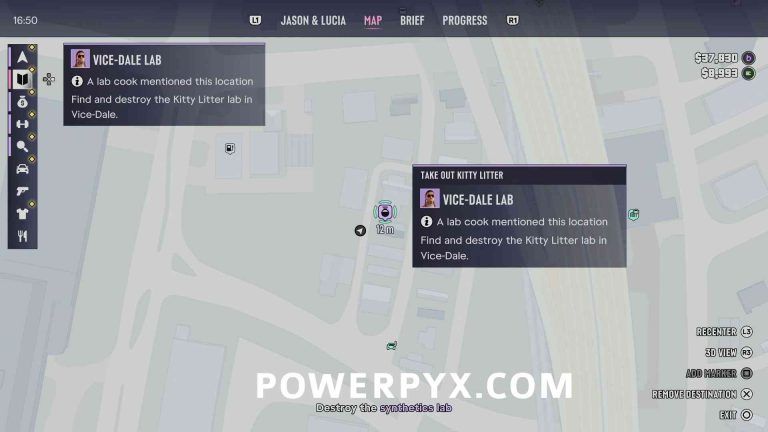 16:50
L1 JASON & LUCIA MAP BRIEF PROGRESS R1
VICE-DALE LAB
A lab cook mentioned this location
Find and destroy the Kitty Litter lab in
Vice-Dale.
$37,830
$8,993
TAKE OUT KITTY LITTER
VICE-DALE LAB
A lab cook mentioned this location
Find and destroy the Kitty Litter lab in
Vice-Dale.
12 m
RECENTER L3
3D VIEW R3
ADD MARKER
REMOVE DESTINATION
EXIT
POWERPYX.COM
Destroy the synthetics lab